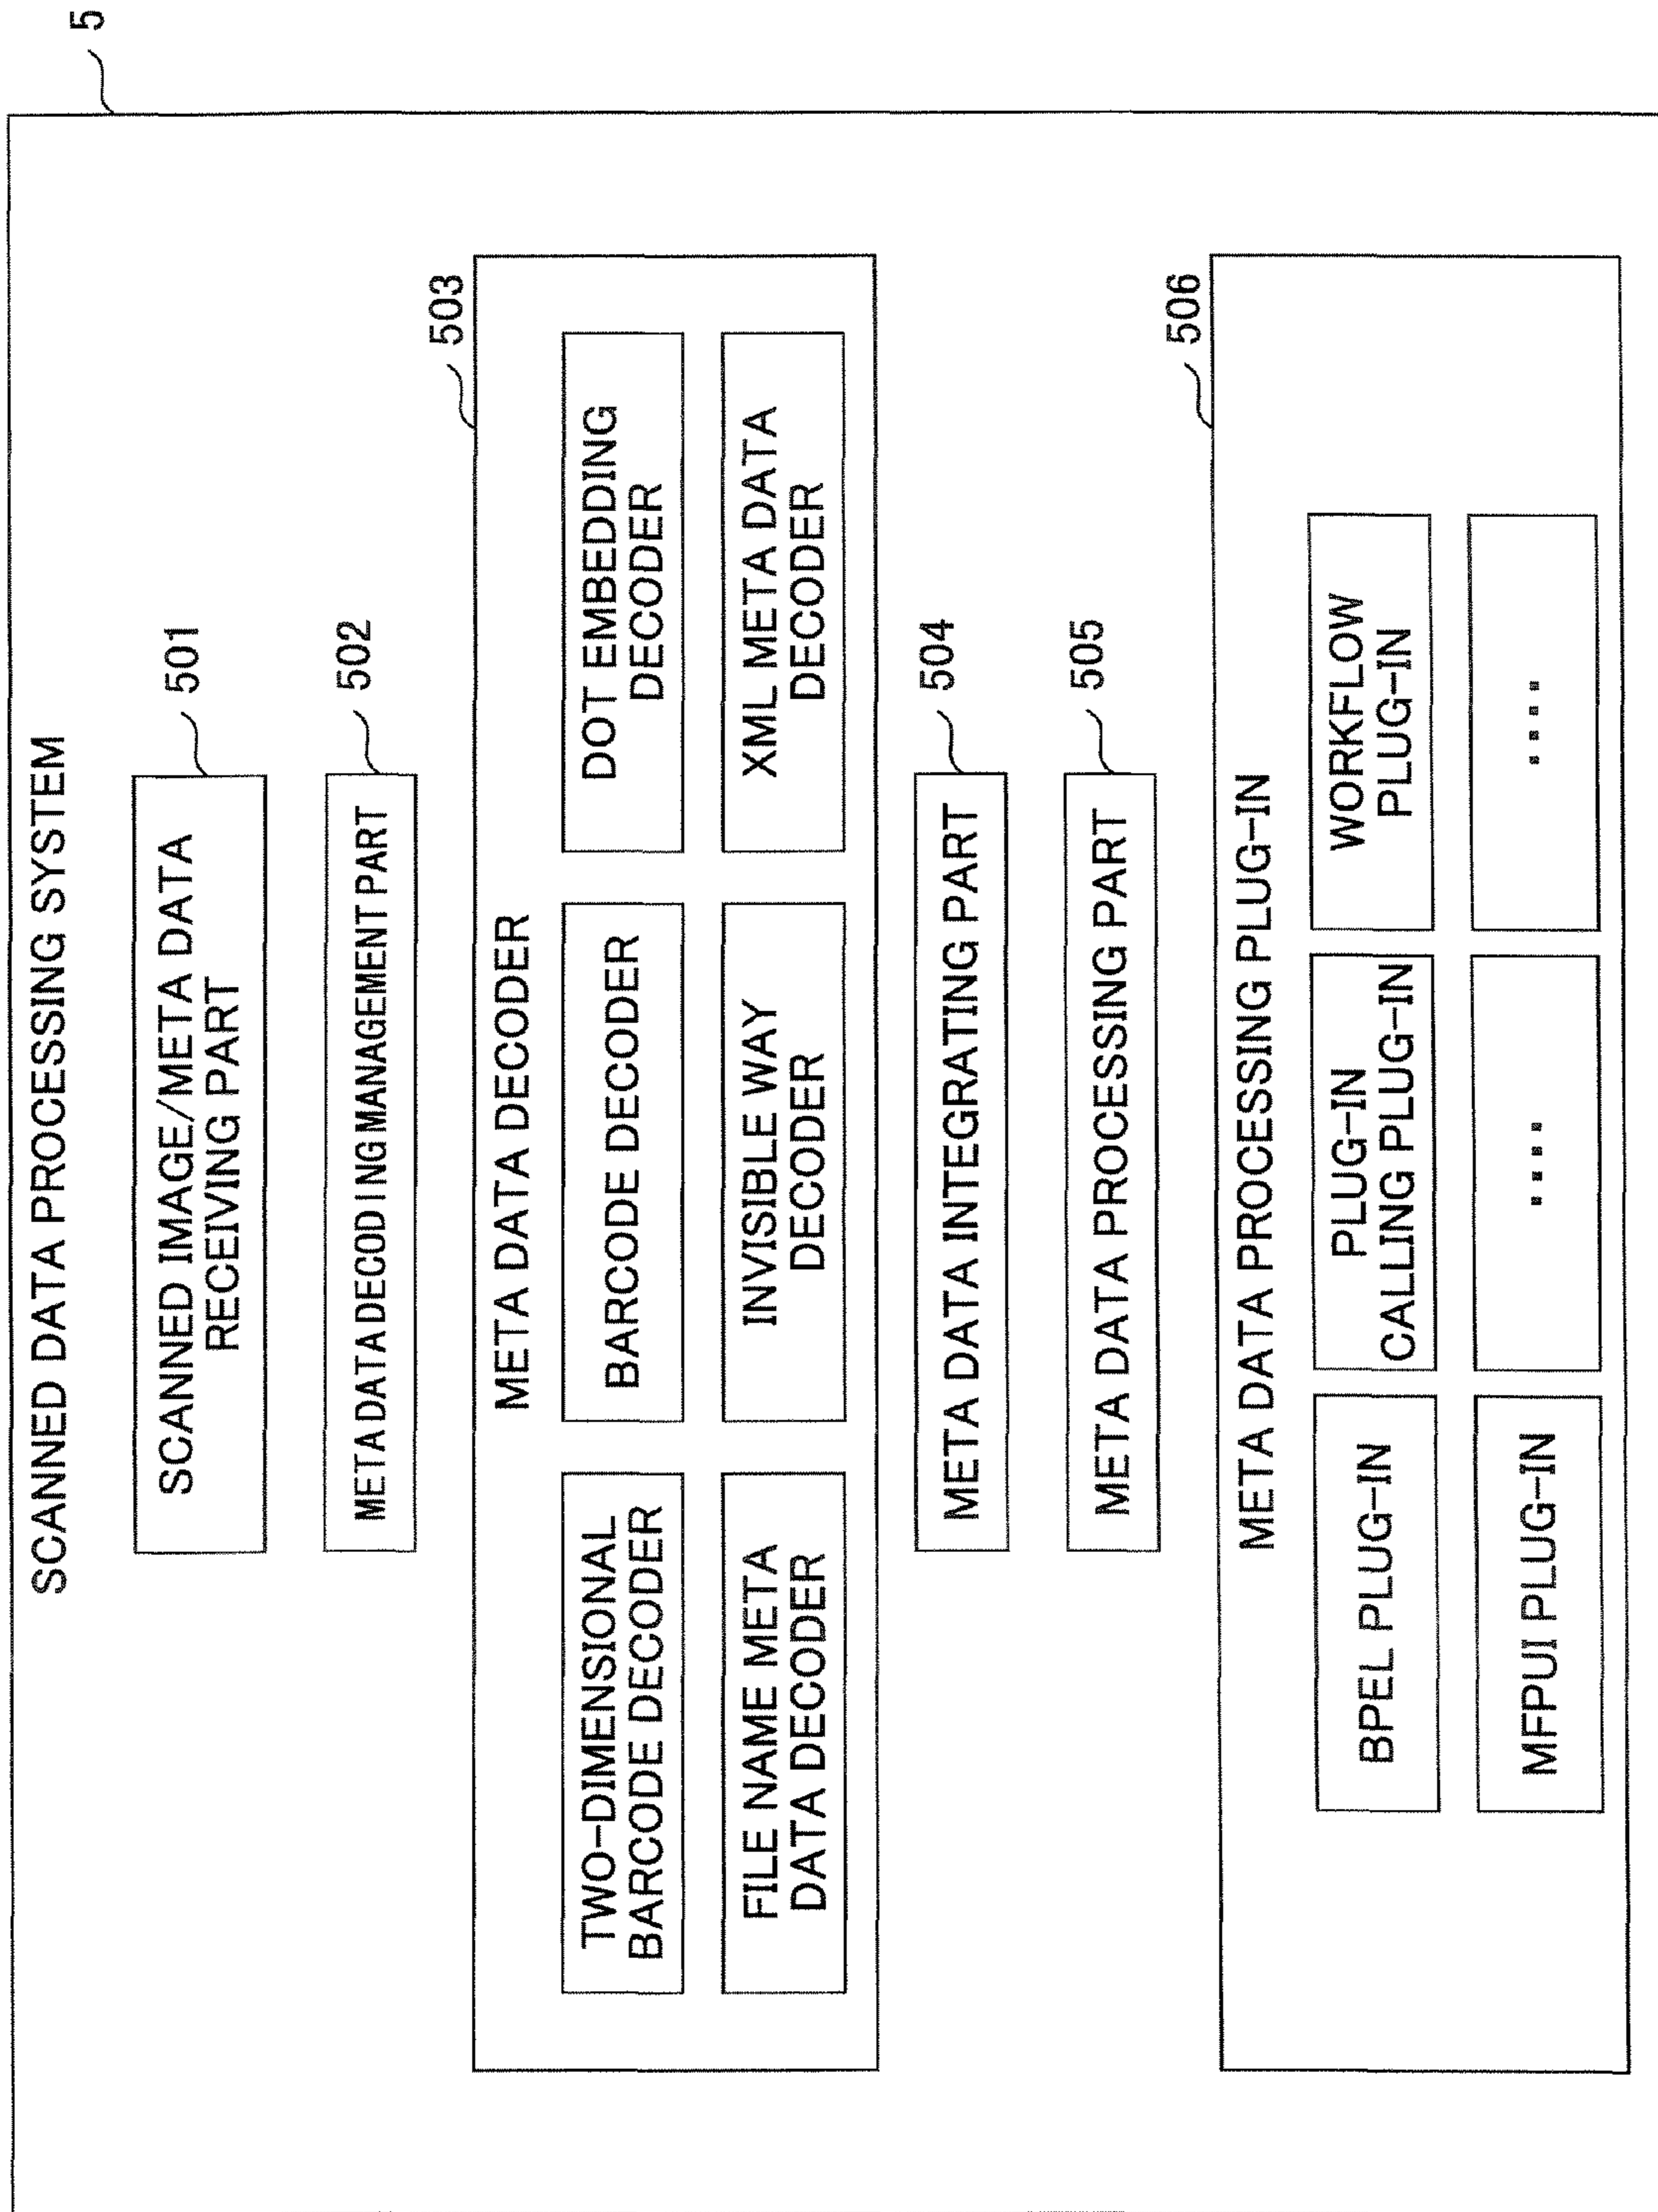 5
SCANNED DATA PROCESSING SYSTEM
SCANNED IMAGE/META DATA
RECEIVING PART
501
META DATA DECODING MANAGEMENT PART
502
503
META DATA DECODER
TWO-DIMENSIONAL
BARCODE DECODER
BARCODE DECODER
DOT EMBEDDING
DECODER
FILE NAME META
DATA DECODER
INVISIBLE WAY
DECODER
XML META DATA
DECODER
META DATA INTEGRATING PART
504
META DATA PROCESSING PART
505
506
META DATA PROCESSING PLUG-IN
BPEL PLUG-IN
PLUG-IN
CALLING PLUG-IN
WORKFLOW
PLUG-IN
MFPUI PLUG-IN
....
....